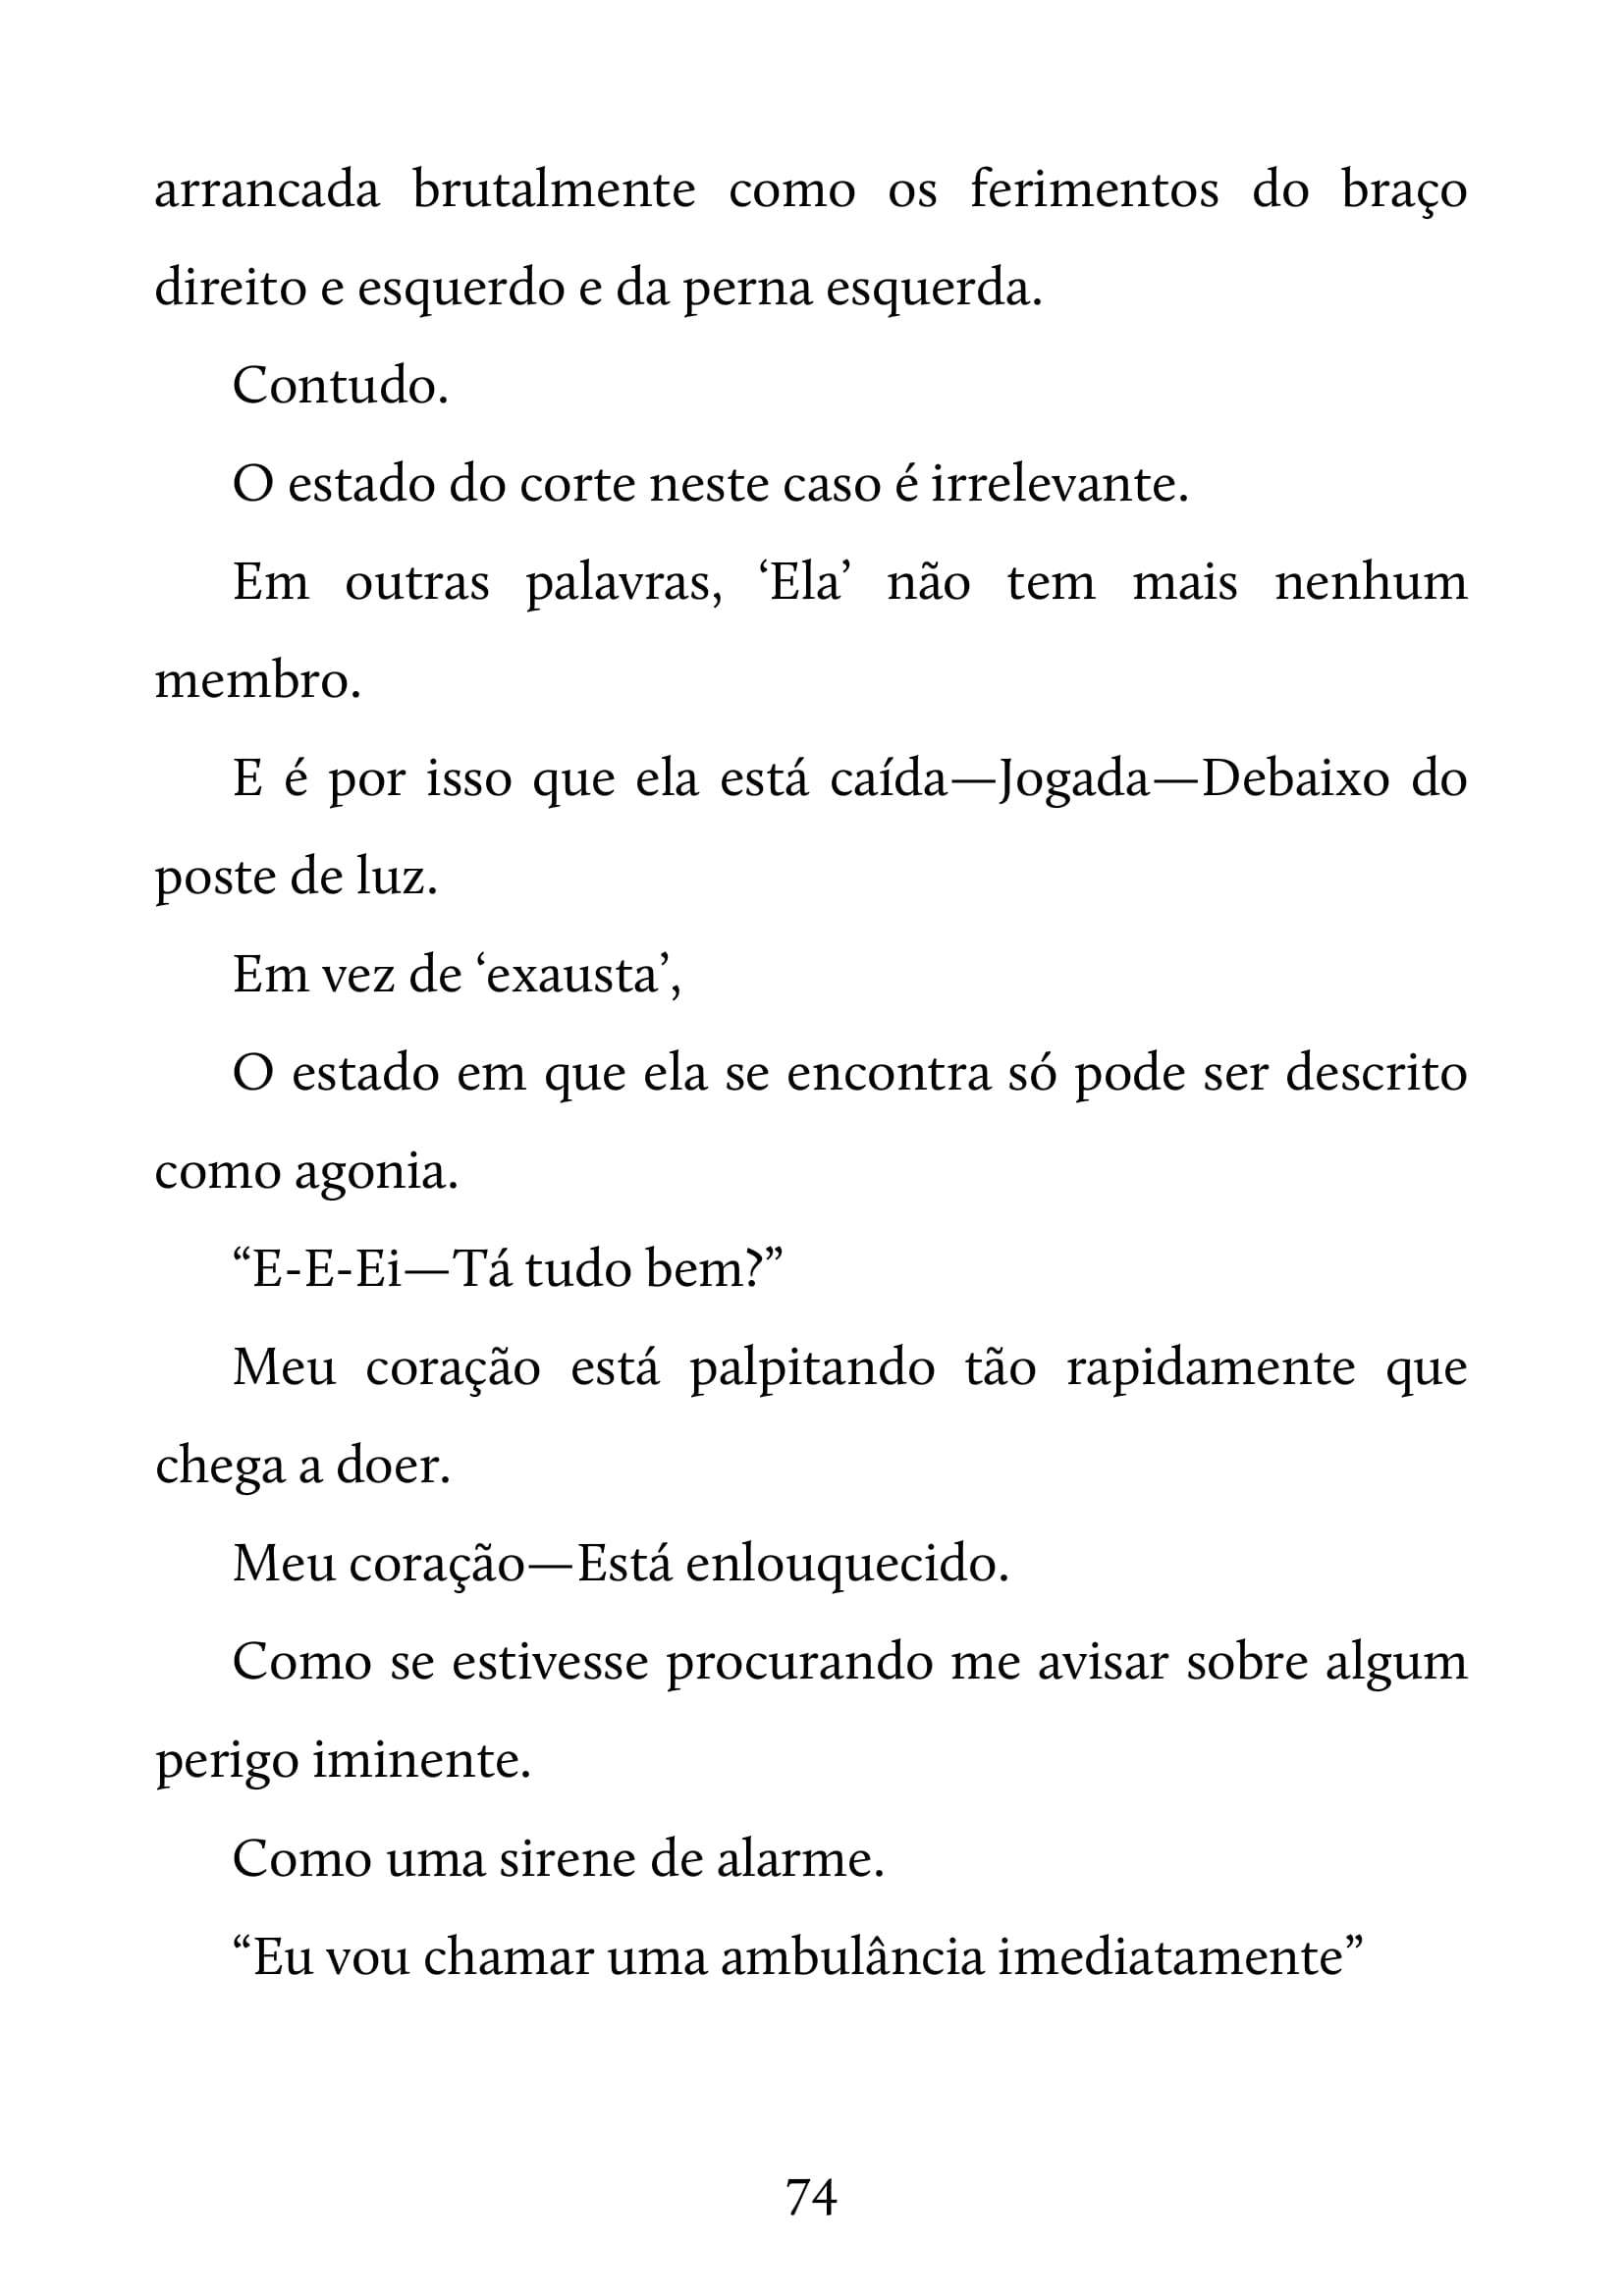 arrancada brutalmente como os ferimentos do braço
direito e esquerdo e da perna esquerda.
Contudo.
O estado do corte neste caso é irrelevante.
Em outras palavras, ‘Ela’ não tem mais nenhum
membro.
E é por isso que ela está caída—Jogada—Debaixo do
poste de luz.
Em vez de ‘exausta’,
O estado em que ela se encontra só pode ser descrito
como agonia.
“E-E-Ei—Tá tudo bem?”
Meu coração está palpitando tão rapidamente que
chega a doer.
Meu coração—Está enlouquecido.
Como se estivesse procurando me avisar sobre algum
perigo iminente.
Como uma sirene de alarme.
“Eu vou chamar uma ambulância imediatamente”
74